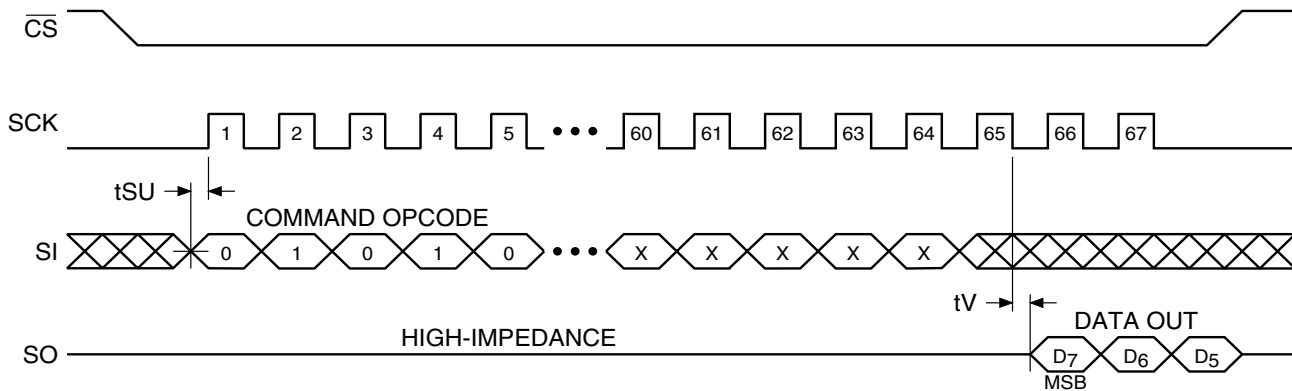 CS
SCK 1 2 3 4 5 ••• 60 61 62 63 64 65 66 67
tSU
COMMAND OPCODE
SI 0 1 0 1 0 ••• X X X X X
tV
HIGH-IMPEDANCE DATA OUT
SO D7 D6 D5
MSB